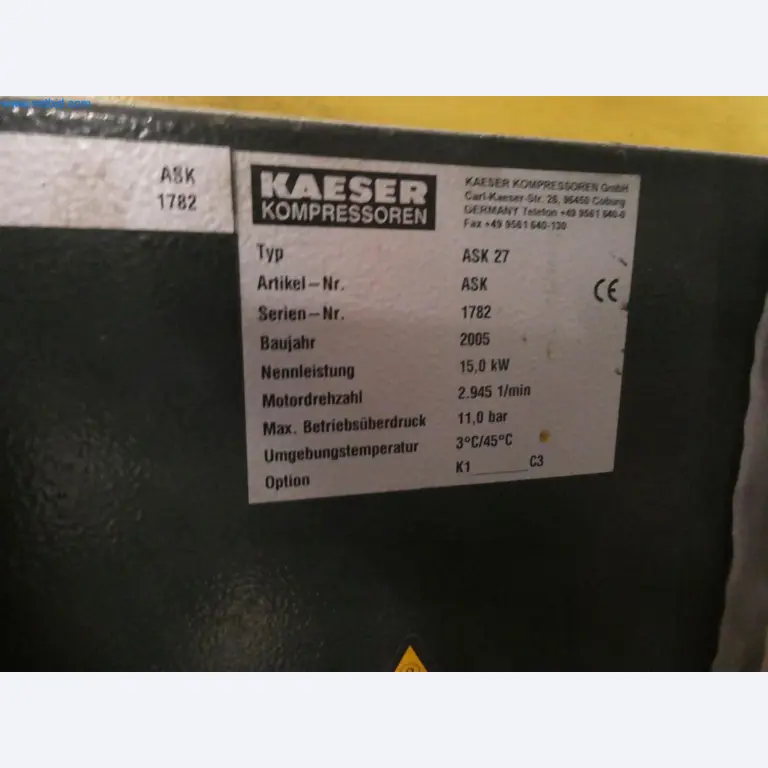 ASK
1782
KAESER
KOMPRESSOREN
KAESER KOMPRESSOREN GmbH
Carl-Kaeser-Str. 26, 96450 Coburg
GERMANY Telefon +49 9561 640-0
Fax +49 9561 640-130
Typ ASK 27
Artikel–Nr. ASK
CE
Serien–Nr. 1782
Baujahr 2005
Nennleistung 15,0 kW
Motordrehzahl 2.945 1/min
Max. Betriebsüberdruck 11,0 bar
Umgebungstemperatur 3°C/45°C
Option K1______C3